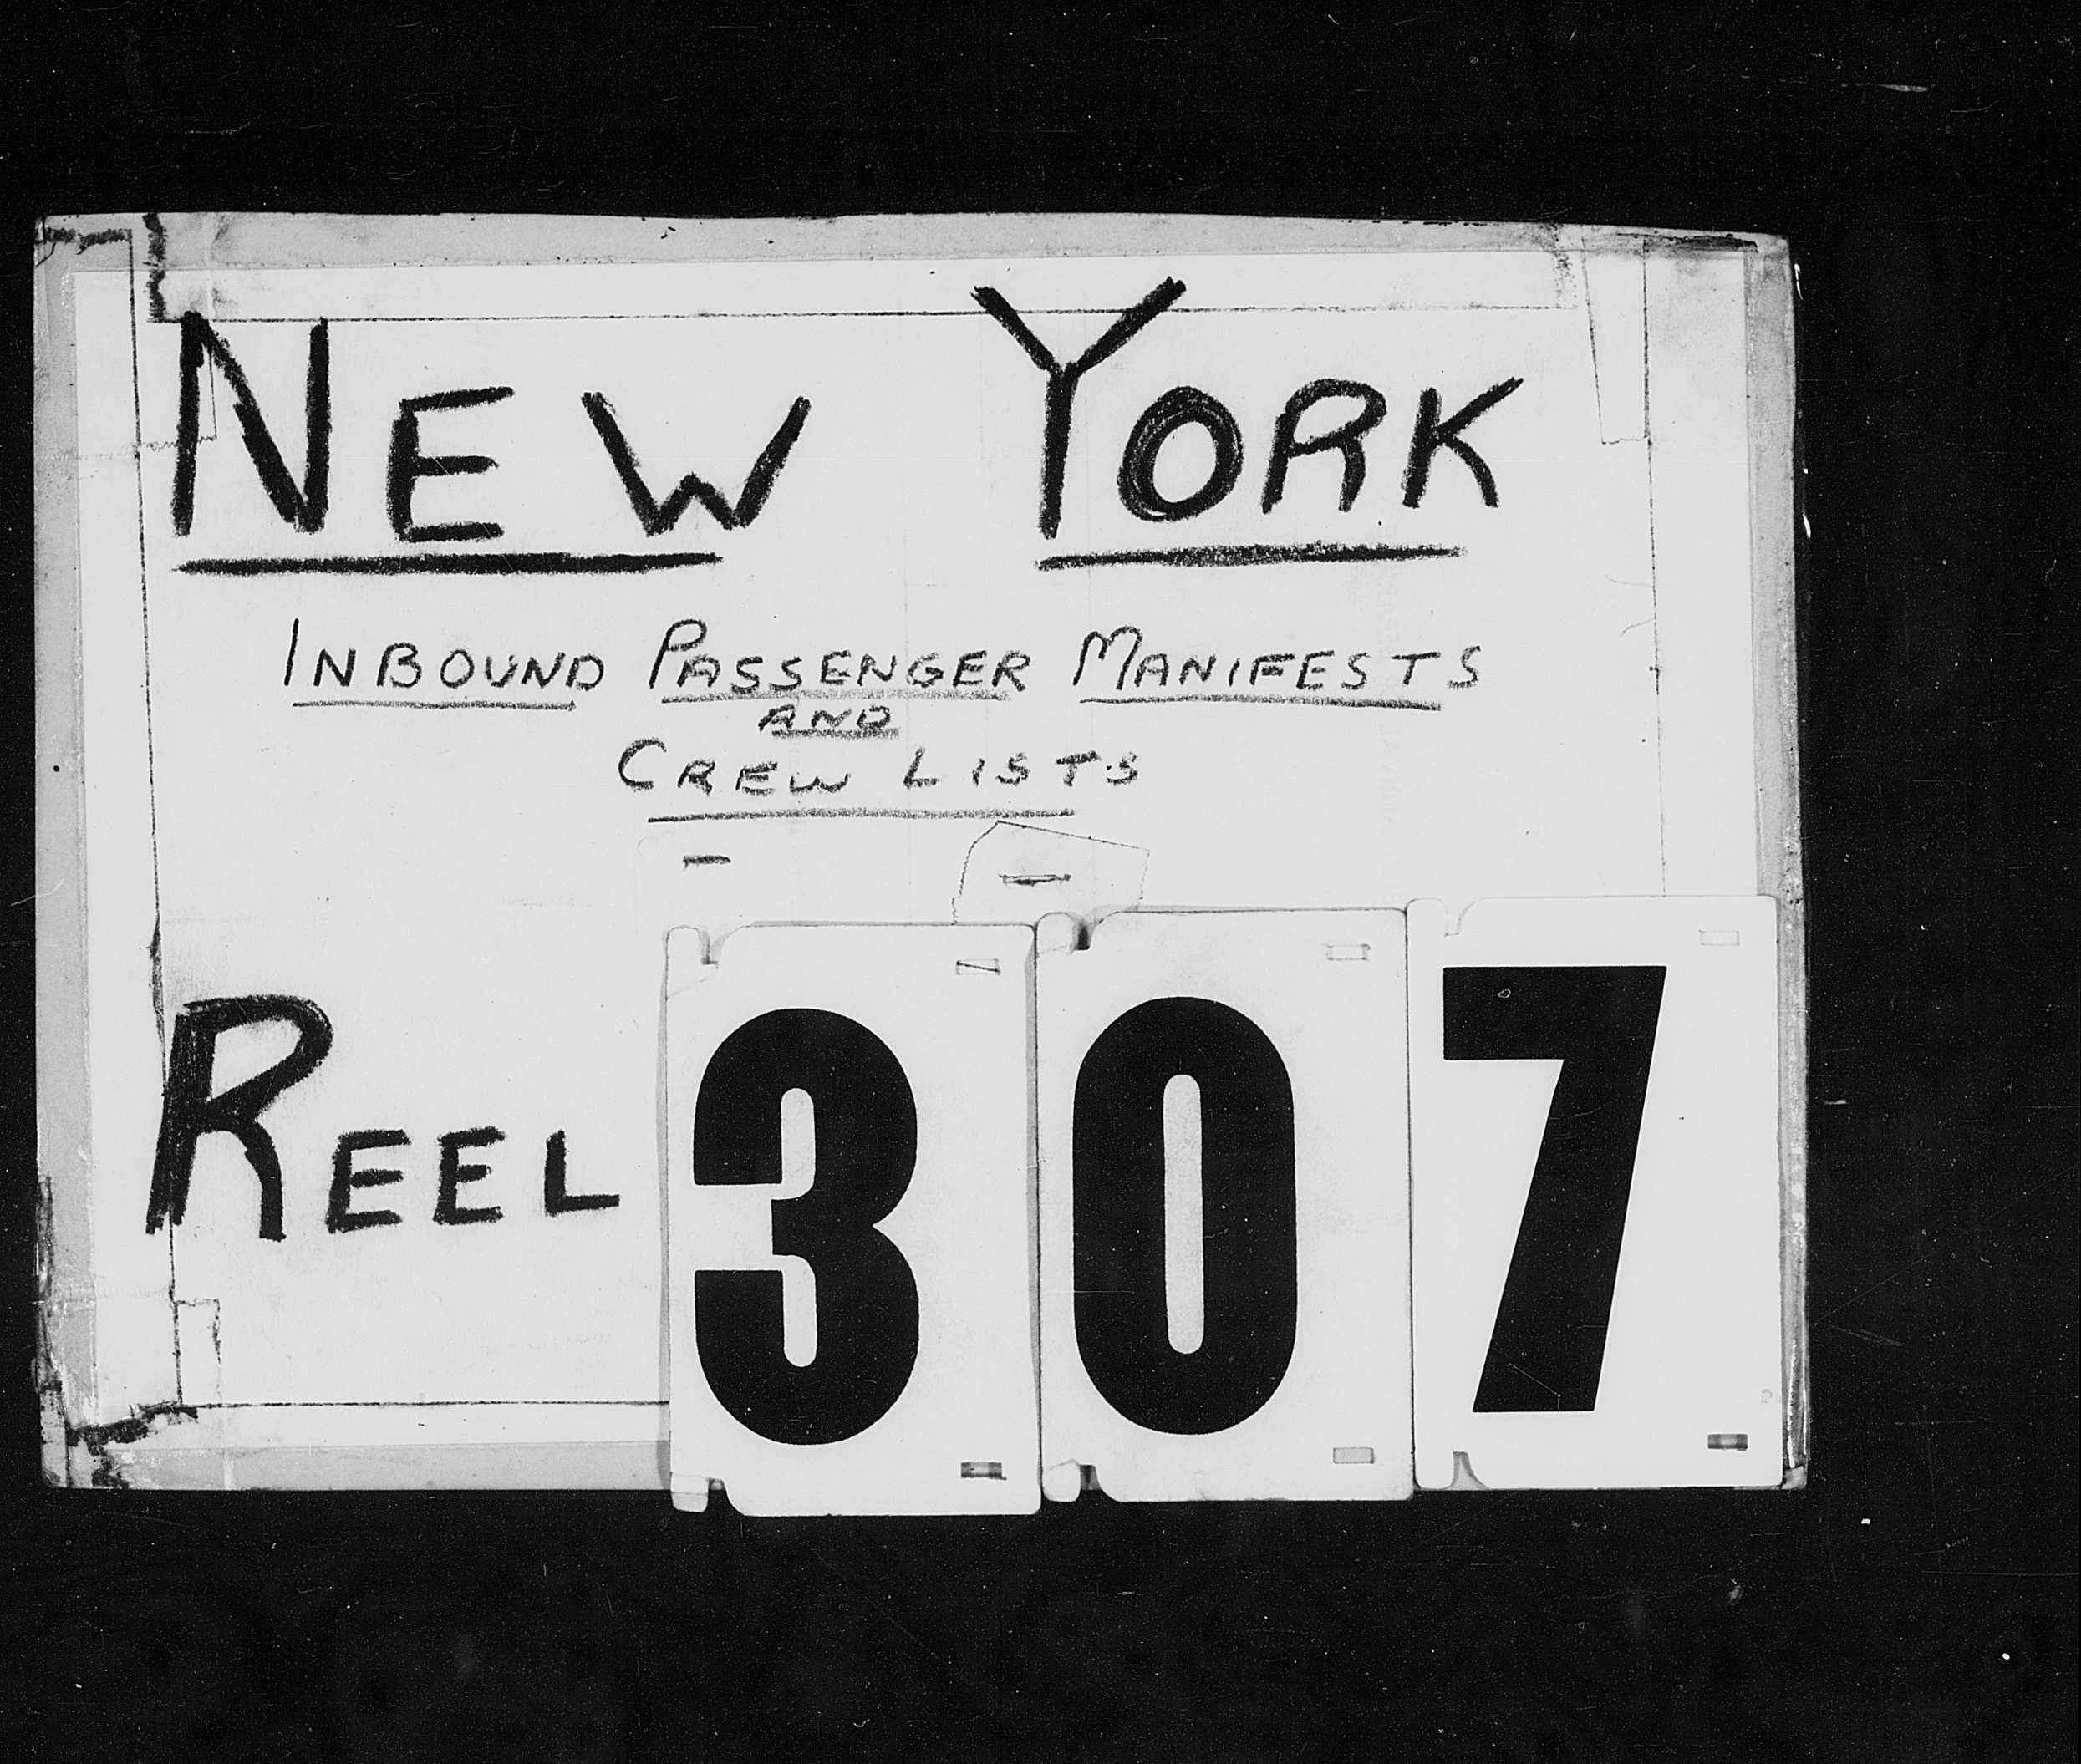 NEW YORK
INBOUND PASSENGER MANIFESTS
AND
CREW LISTS
REEL 307